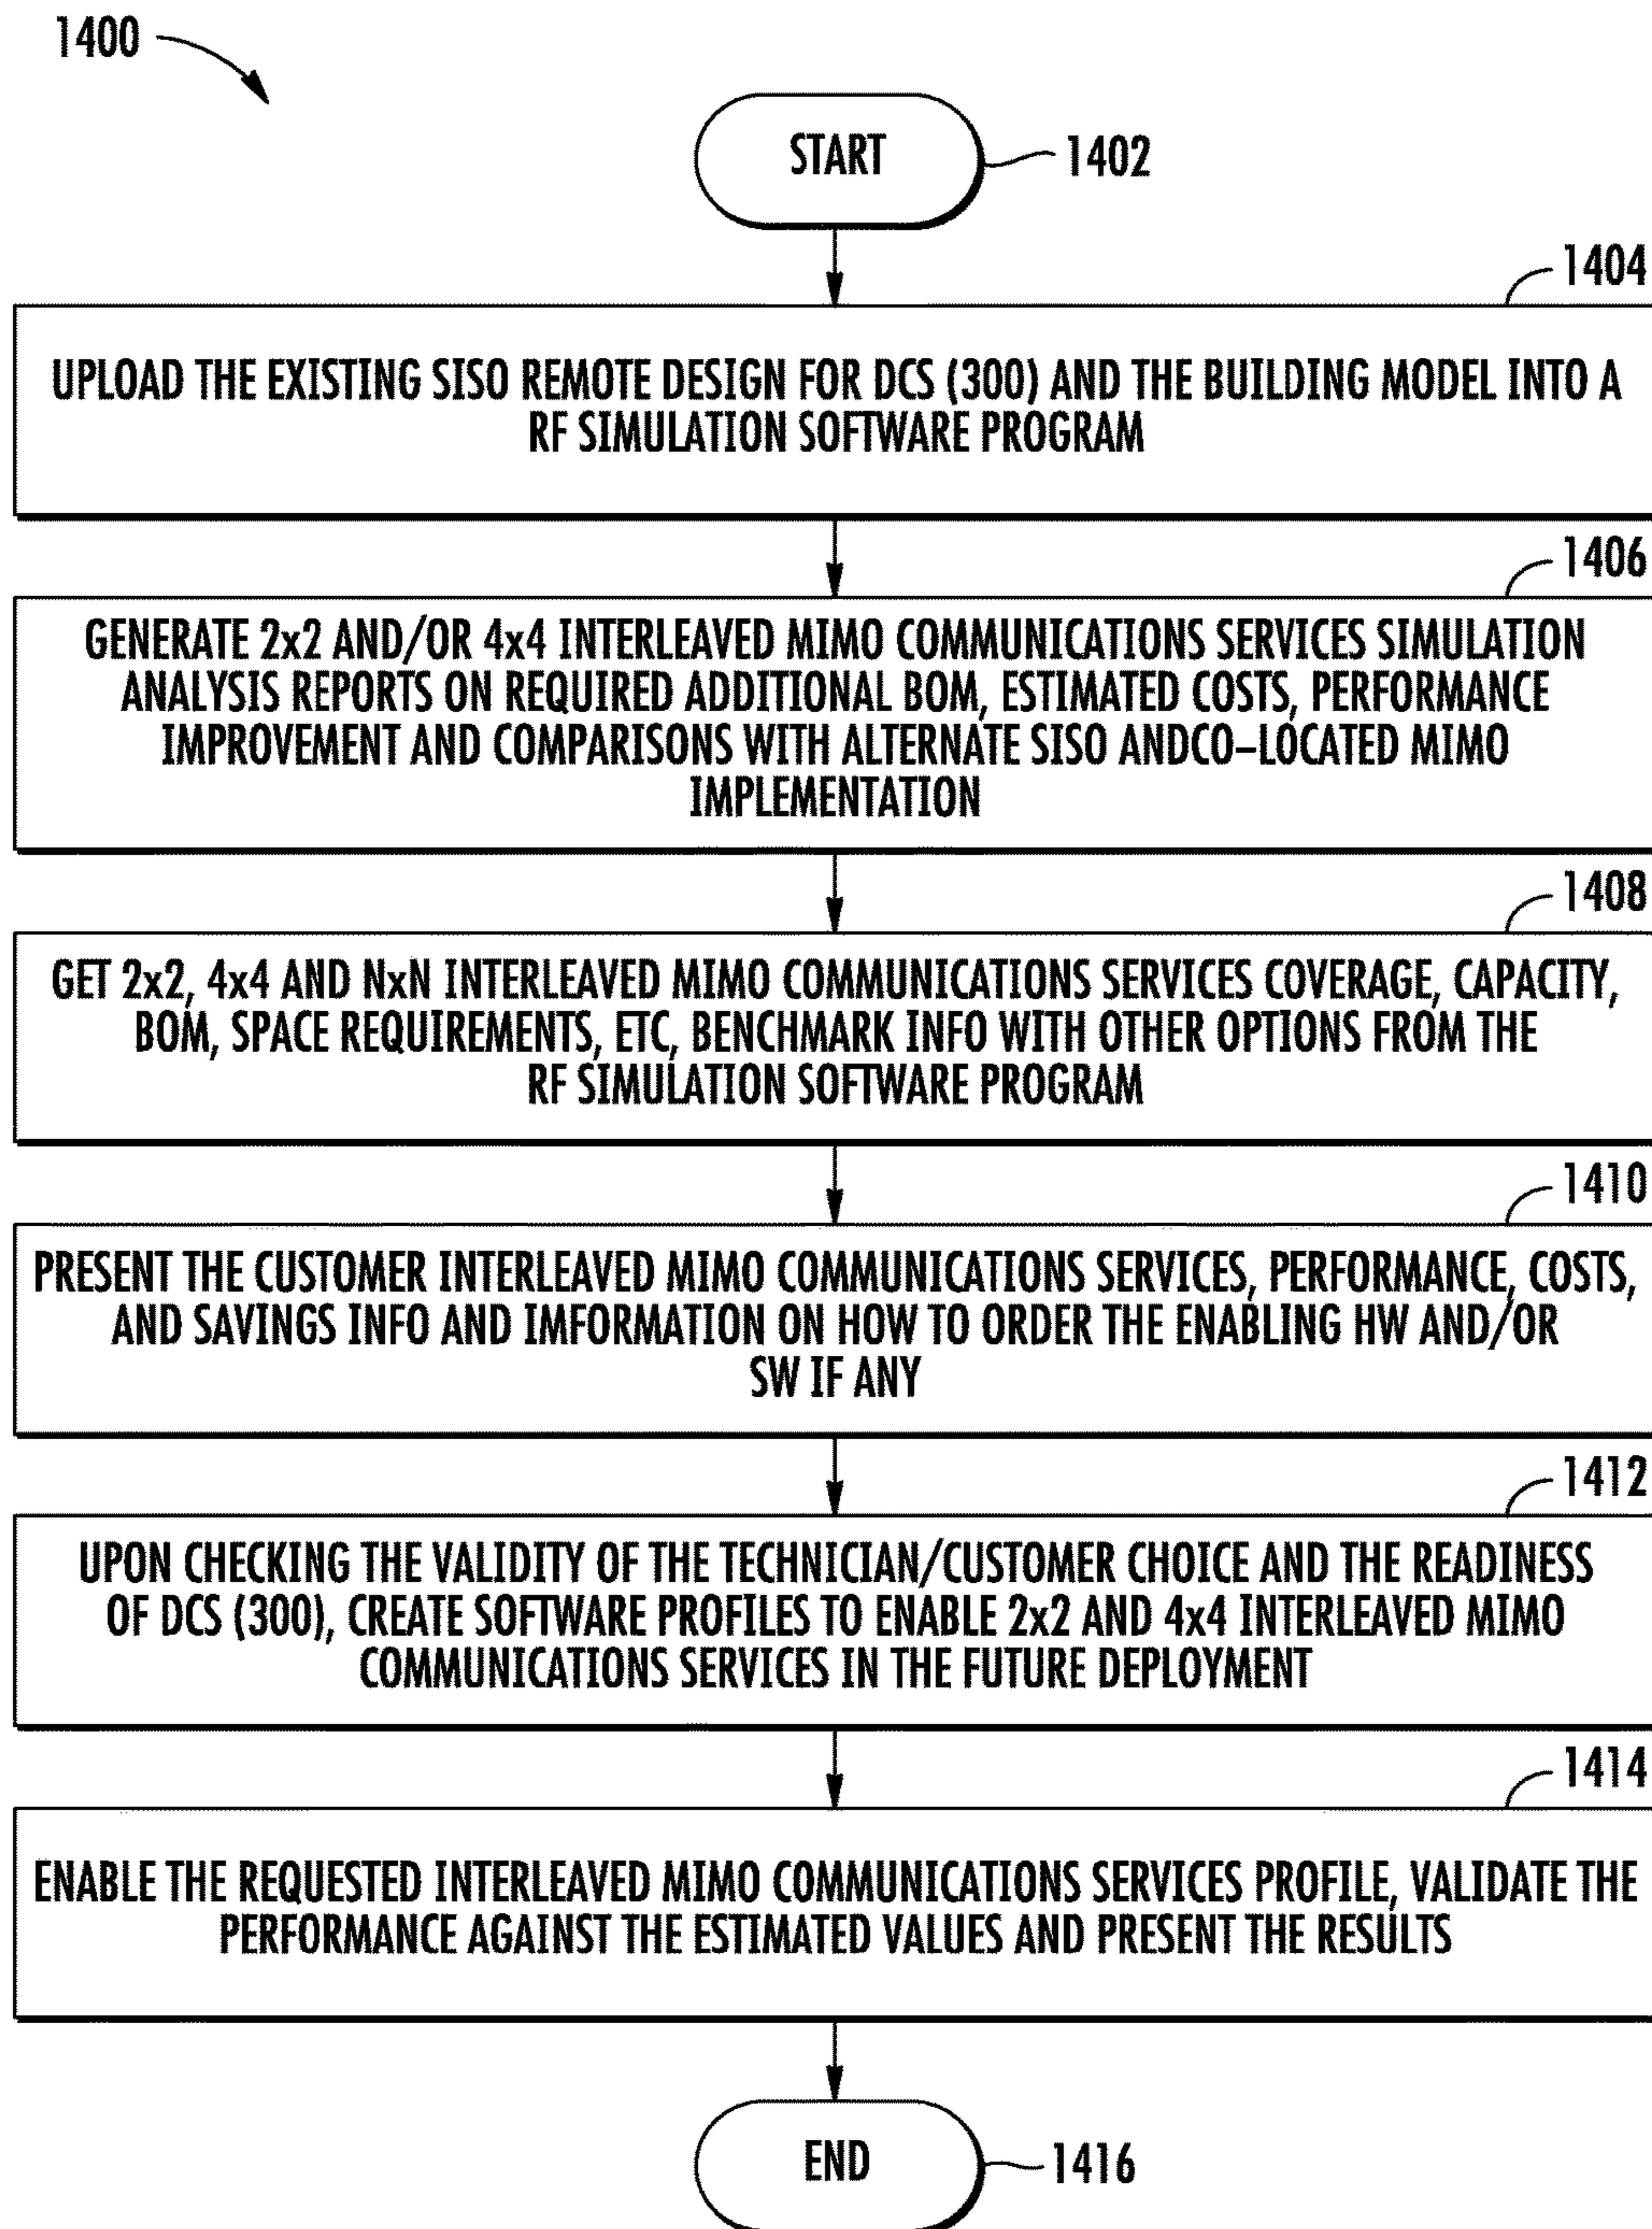 1400
START
1402
1404
UPLOAD THE EXISTING SISO REMOTE DESIGN FOR DCS (300) AND THE BUILDING MODEL INTO A
RF SIMULATION SOFTWARE PROGRAM
1406
GENERATE 2x2 AND/OR 4x4 INTERLEAVED MIMO COMMUNICATIONS SERVICES SIMULATION
ANALYSIS REPORTS ON REQUIRED ADDITIONAL BOM, ESTIMATED COSTS, PERFORMANCE
IMPROVEMENT AND COMPARISONS WITH ALTERNATE SISO ANDCO-LOCATED MIMO
IMPLEMENTATION
1408
GET 2x2, 4x4 AND NxN INTERLEAVED MIMO COMMUNICATIONS SERVICES COVERAGE, CAPACITY,
BOM, SPACE REQUIREMENTS, ETC, BENCHMARK INFO WITH OTHER OPTIONS FROM THE
RF SIMULATION SOFTWARE PROGRAM
1410
PRESENT THE CUSTOMER INTERLEAVED MIMO COMMUNICATIONS SERVICES, PERFORMANCE, COSTS,
AND SAVINGS INFO AND IMFORMATION ON HOW TO ORDER THE ENABLING HW AND/OR
SW IF ANY
1412
UPON CHECKING THE VALIDITY OF THE TECHNICIAN/CUSTOMER CHOICE AND THE READINESS
OF DCS (300), CREATE SOFTWARE PROFILES TO ENABLE 2x2 AND 4x4 INTERLEAVED MIMO
COMMUNICATIONS SERVICES IN THE FUTURE DEPLOYMENT
1414
ENABLE THE REQUESTED INTERLEAVED MIMO COMMUNICATIONS SERVICES PROFILE, VALIDATE THE
PERFORMANCE AGAINST THE ESTIMATED VALUES AND PRESENT THE RESULTS
END
1416